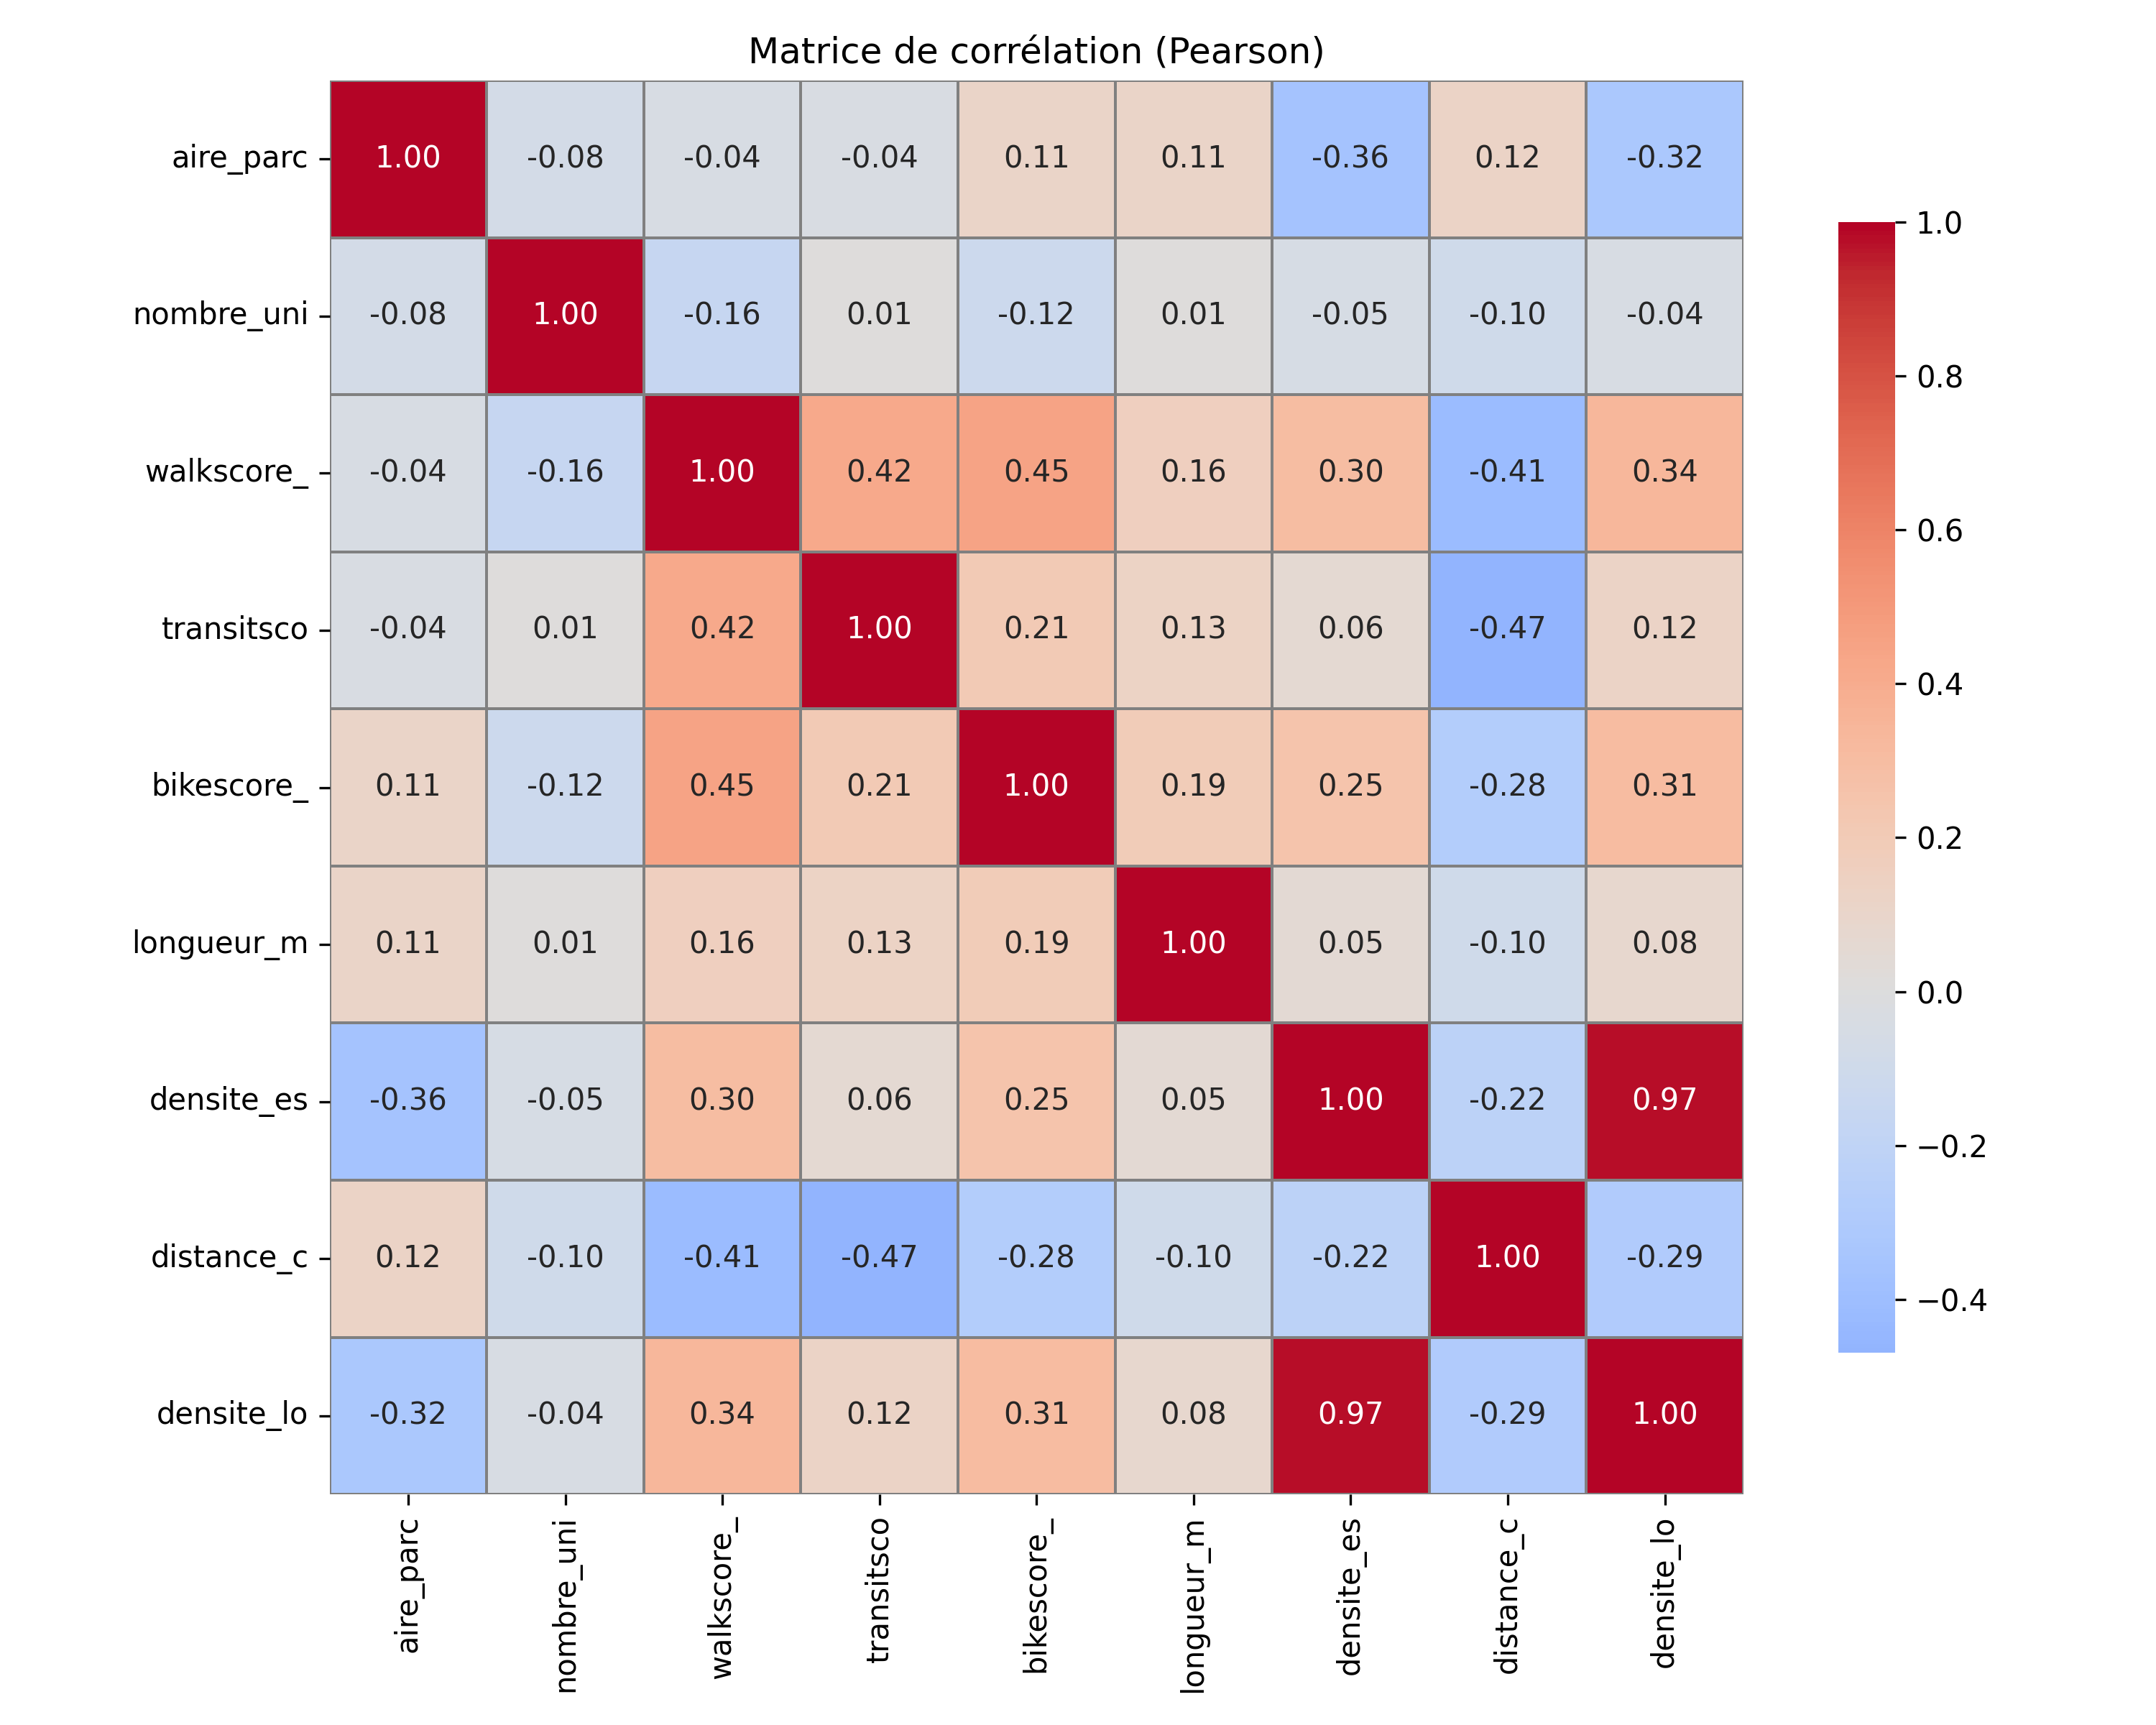 Matrice de corrélation (Pearson)
aire_parc 1.00 -0.08 -0.04 -0.04 0.11 0.11 -0.36 0.12 -0.32
nombre_uni -0.08 1.00 -0.16 0.01 -0.12 0.01 -0.05 -0.10 -0.04
walkscore_ -0.04 -0.16 1.00 0.42 0.45 0.16 0.30 -0.41 0.34
transitsco -0.04 0.01 0.42 1.00 0.21 0.13 0.06 -0.47 0.12
bikescore_ 0.11 -0.12 0.45 0.21 1.00 0.19 0.25 -0.28 0.31
longueur_m 0.11 0.01 0.16 0.13 0.19 1.00 0.05 -0.10 0.08
densite_es -0.36 -0.05 0.30 0.06 0.25 0.05 1.00 -0.22 0.97
distance_c 0.12 -0.10 -0.41 -0.47 -0.28 -0.10 -0.22 1.00 -0.29
densite_lo -0.32 -0.04 0.34 0.12 0.31 0.08 0.97 -0.29 1.00
aire_parc
nombre_uni
walkscore_
transitsco
bikescore_
longueur_m
densite_es
distance_c
densite_lo
1.0
0.8
0.6
0.4
0.2
0.0
−0.2
−0.4